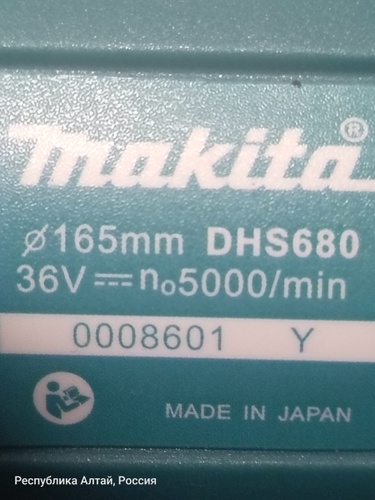 makita®
ø165mm DHS680
36V⎓n₀5000/min
0008601 Y
MADE IN JAPAN
Республика Алтай, Россия